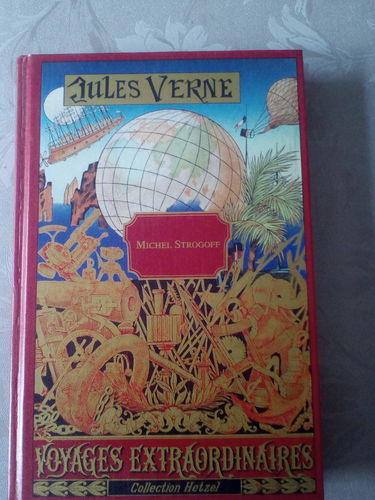 JULES VERNE
MICHEL STROGOFF
VOYAGES EXTRAORDINAIRES
Collection Hetzel